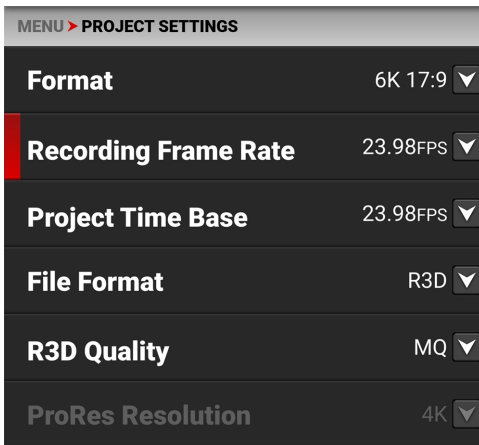 MENU > PROJECT SETTINGS
Format 6K 17:9
Recording Frame Rate 23.98FPS
Project Time Base 23.98FPS
File Format R3D
R3D Quality MQ
ProRes Resolution 4K